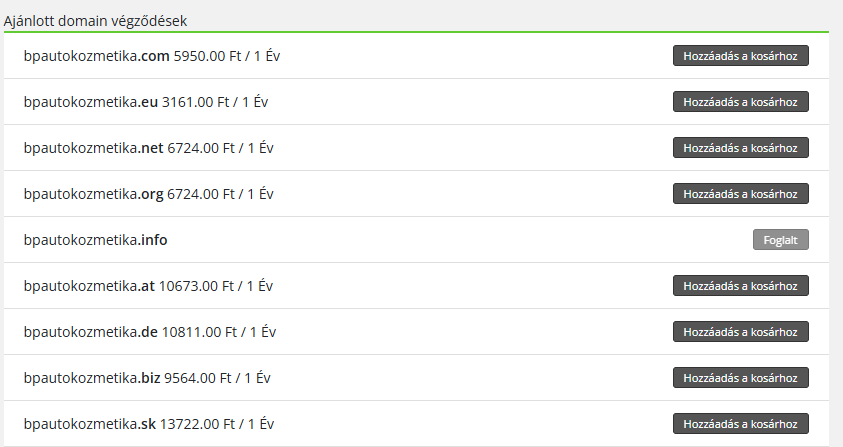 Ajánlott domain végződések
bpautokozmetika.com 5950.00 Ft / 1 Év Hozzáadás a kosárhoz
bpautokozmetika.eu 3161.00 Ft / 1 Év Hozzáadás a kosárhoz
bpautokozmetika.net 6724.00 Ft / 1 Év Hozzáadás a kosárhoz
bpautokozmetika.org 6724.00 Ft / 1 Év Hozzáadás a kosárhoz
bpautokozmetika.info Foglalt
bpautokozmetika.at 10673.00 Ft / 1 Év Hozzáadás a kosárhoz
bpautokozmetika.de 10811.00 Ft / 1 Év Hozzáadás a kosárhoz
bpautokozmetika.biz 9564.00 Ft / 1 Év Hozzáadás a kosárhoz
bpautokozmetika.sk 13722.00 Ft / 1 Év Hozzáadás a kosárhoz